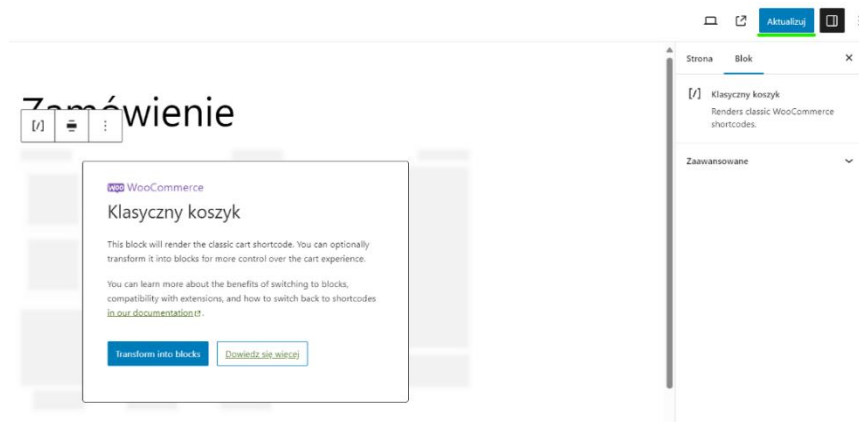 Aktualizuj
Strona Blok
Zamówienie
[/] Klasyczny koszyk
Renders classic WooCommerce
shortcodes.
[/]
Zaawansowane
Woo WooCommerce
Klasyczny koszyk
This block will render the classic cart shortcode. You can optionally
transform it into blocks for more control over the cart experience.
You can learn more about the benefits of switching to blocks,
compatibility with extensions, and how to switch back to shortcodes
in our documentation.
Transform into blocks Dowiedz się więcej